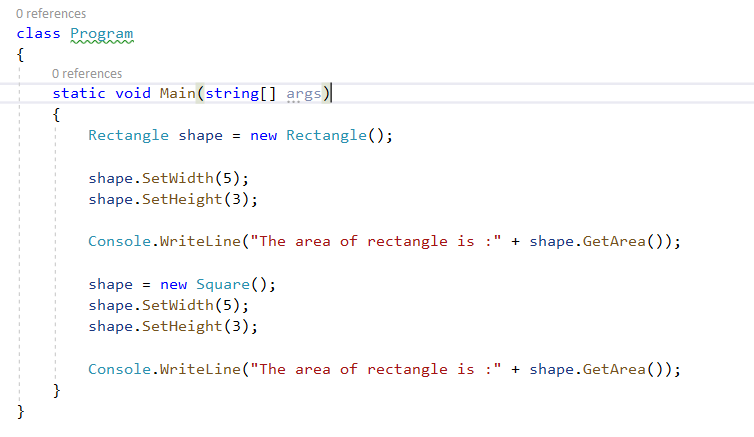 0 references
class Program
{
0 references
static void Main(string[] args)
{
Rectangle shape = new Rectangle();
shape.SetWidth(5);
shape.SetHeight(3);
Console.WriteLine("The area of rectangle is :" + shape.GetArea());
shape = new Square();
shape.SetWidth(5);
shape.SetHeight(3);
Console.WriteLine("The area of rectangle is :" + shape.GetArea());
}
}